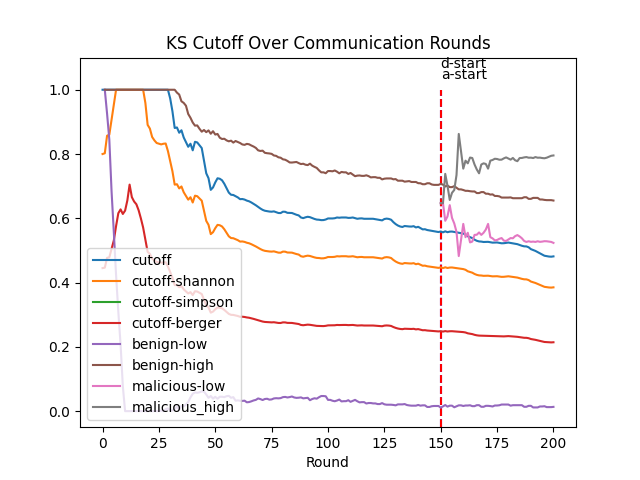 KS Cutoff Over Communication Rounds
d-start
a-start
1.0
0.8
0.6
0.4
0.2
0.0
cutoff
cutoff-shannon
cutoff-simpson
cutoff-berger
benign-low
benign-high
malicious-low
malicious_high
0 25 50 75 100 125 150 175 200
Round